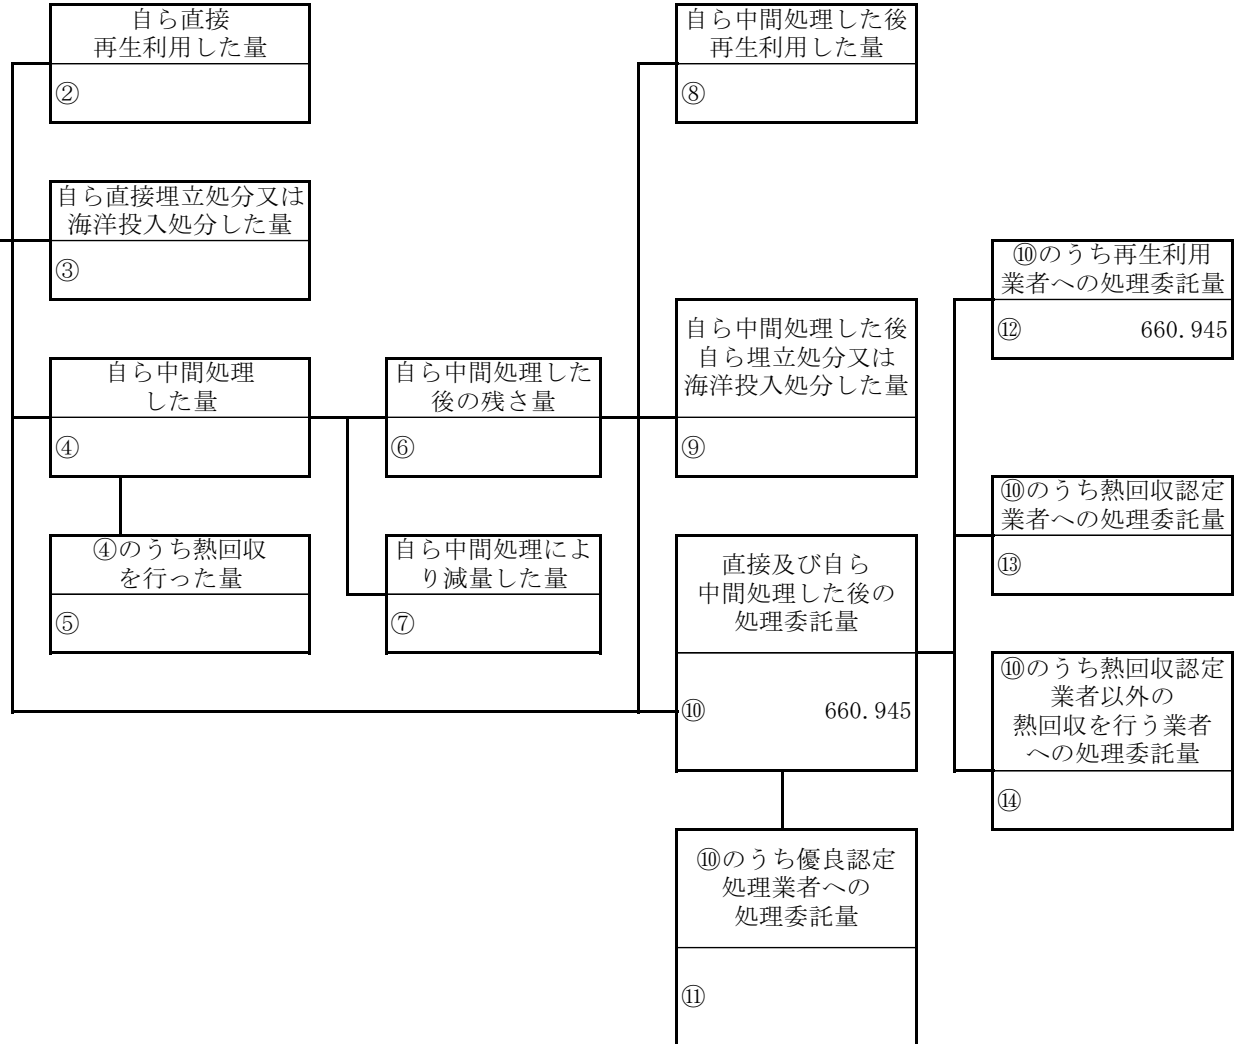 自ら直接
再生利用した量
②
自ら直接埋立処分又は
海洋投入処分した量
③
自ら中間処理
した量
④
④のうち熱回収
を行った量
⑤
自ら中間処理した
後の残さ量
⑥
自ら中間処理によ
り減量した量
⑦
自ら中間処理した後
再生利用した量
⑧
自ら中間処理した後
自ら埋立処分又は
海洋投入処分した量
⑨
直接及び自ら
中間処理した後の
処理委託量
⑩ 660.945
⑩のうち優良認定
処理業者への
処理委託量
⑪
⑩のうち再生利用
業者への処理委託量
⑫ 660.945
⑩のうち熱回収認定
業者への処理委託量
⑬
⑩のうち熱回収認定
業者以外の
熱回収を行う業者
への処理委託量
⑭